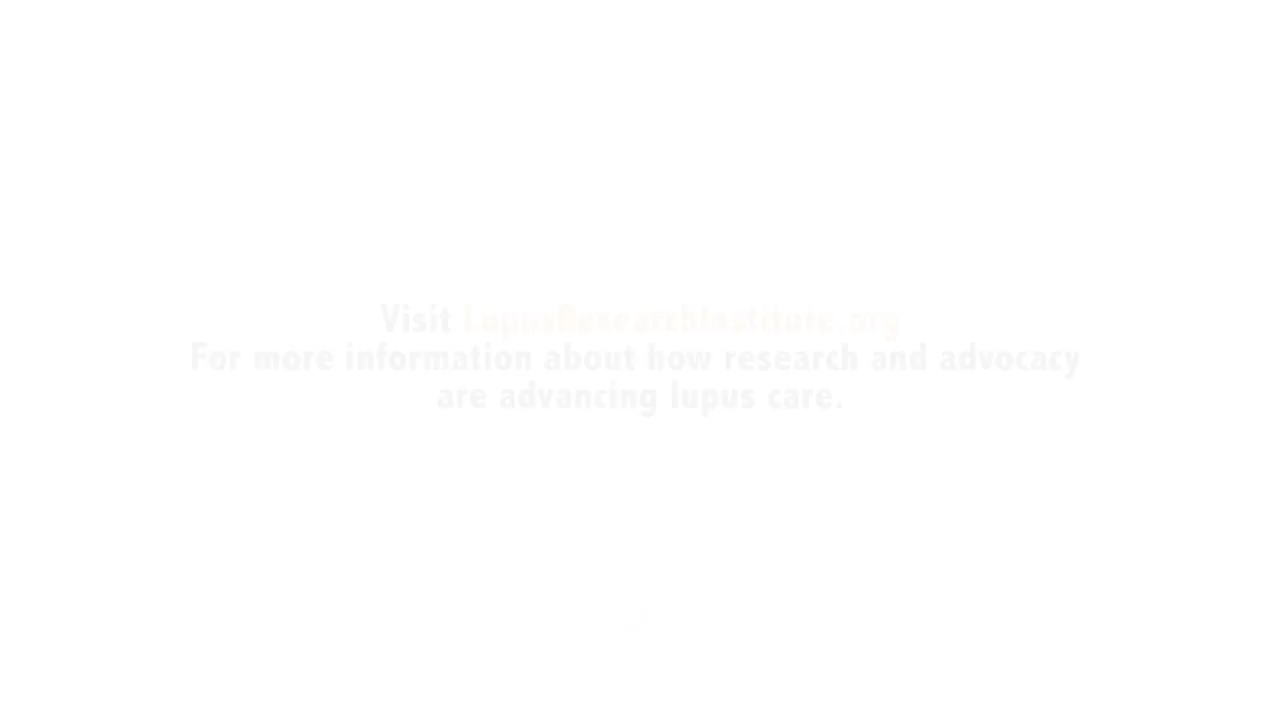 Visit LupusResearchInstitute.org
For more information about how research and advocacy
are advancing lupus care.